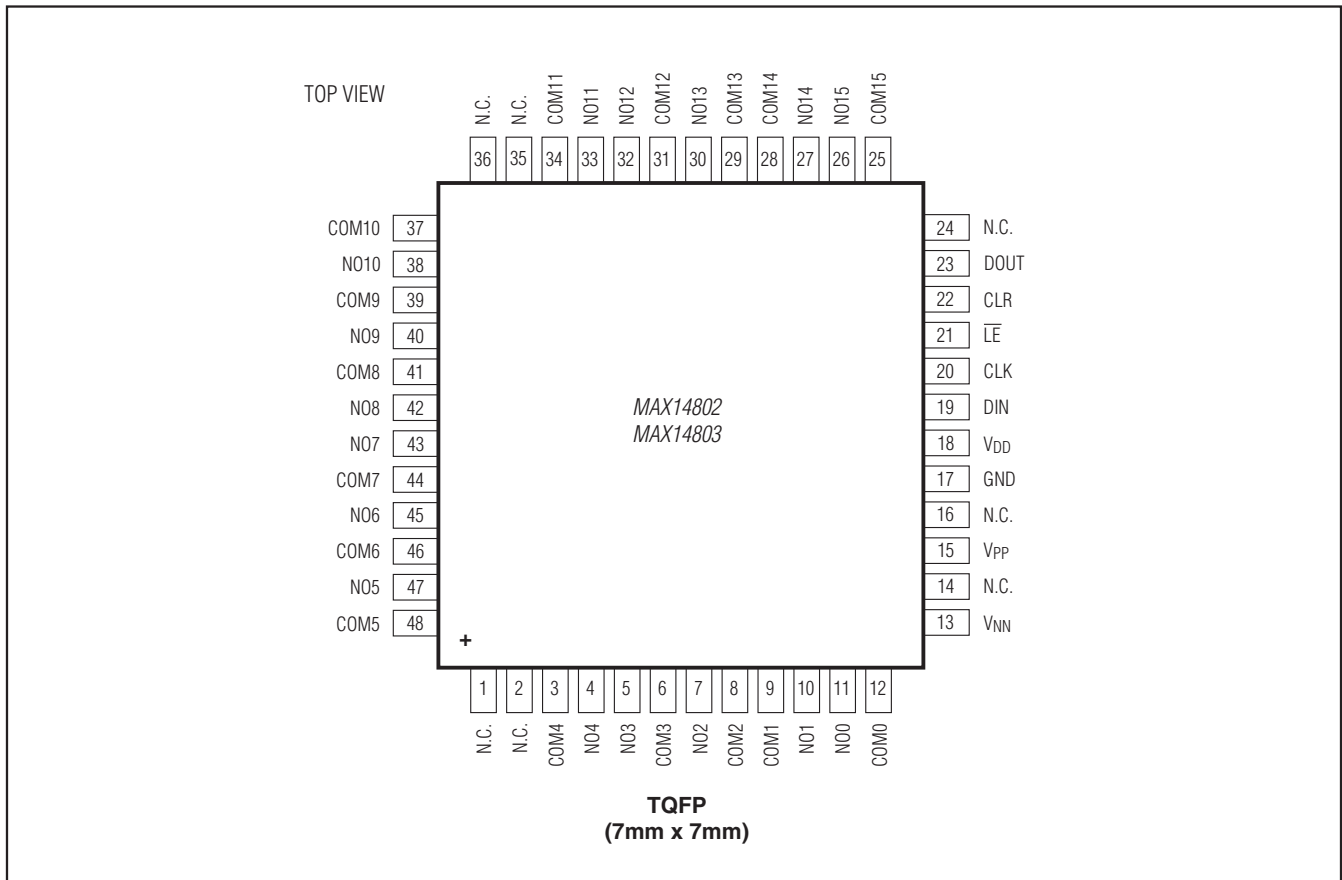 TOP VIEW
N.C.
N.C.
COM11
NO11
NO12
COM12
NO13
COM13
COM14
NO14
NO15
COM15
36 35 34 33 32 31 30 29 28 27 26 25
COM10 37
NO10 38
COM9 39
NO9 40
COM8 41
NO8 42
NO7 43
COM7 44
NO6 45
COM6 46
NO5 47
COM5 48
MAX14802
MAX14803
24 N.C.
23 DOUT
22 CLR
21 L̅E̅
20 CLK
19 DIN
18 VDD
17 GND
16 N.C.
15 VPP
14 N.C.
13 VNN
+
1 2 3 4 5 6 7 8 9 10 11 12
N.C.
N.C.
COM4
NO4
NO3
COM3
NO2
COM2
COM1
NO1
NO0
COM0
TQFP
(7mm x 7mm)